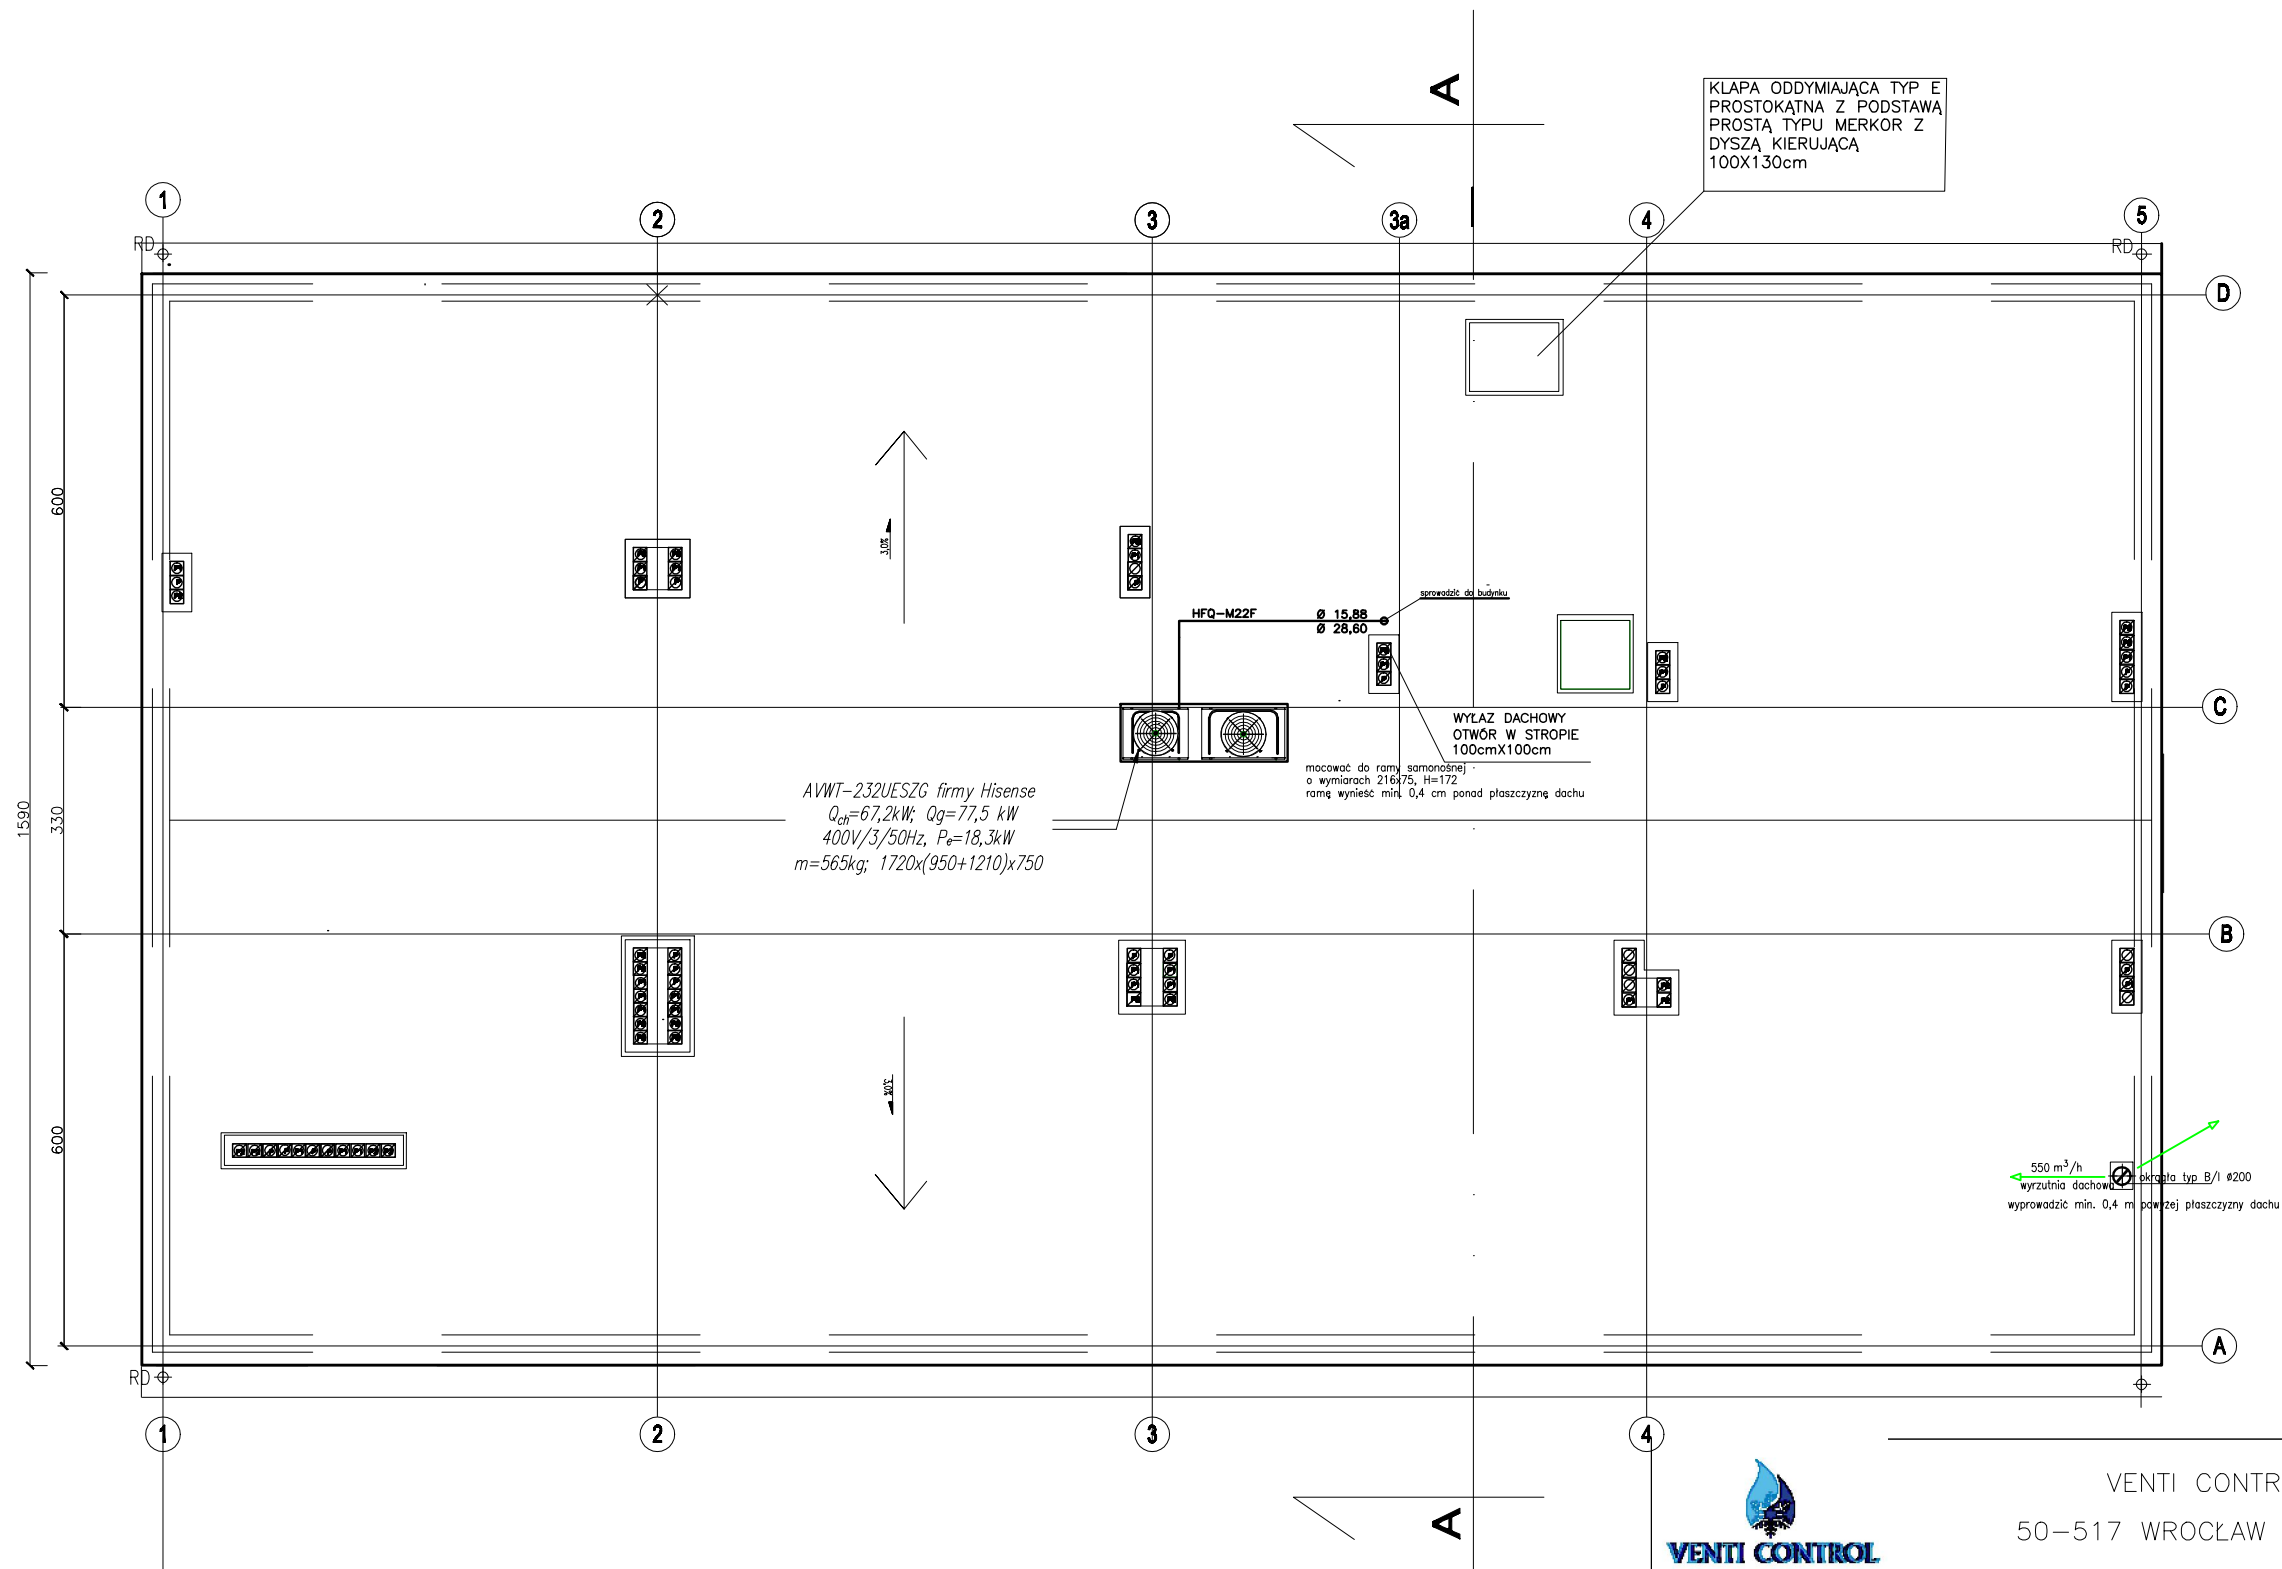 A
KLAPA ODDYMIAJĄCA TYP E
PROSTOKĄTNA Z PODSTAWĄ
PROSTĄ TYPU MERKOR Z
DYSZĄ KIERUJĄCĄ
100X130cm
1
2
3
3a
4
5
RD
RD
D
600
3,0%
sprowadzić do budynku
HFQ-M22F
Ø 15,88
Ø 28,60
C
WYŁAZ DACHOWY
OTWÓR W STROPIE
100cmX100cm
mocować do ramy samonośnej
o wymiarach 216x75, H=172
ramę wynieść min. 0,4 cm ponad płaszczyznę dachu
AVWT-232UESZG firmy Hisense
Qch=67,2kW; Qg=77,5 kW
400V/3/50Hz, Pe=18,3kW
m=565kg; 1720x(950+1210)x750
1590
330
B
3,0%
600
550 m³/h
wyrzutnia dachowa okrągła typ B/I ø200
wyprowadzić min. 0,4 m powyżej płaszczyzny dachu
A
RD
1
2
3
4
A
VENTI CONTROL
VENTI CONTR
50-517 WROCŁAW